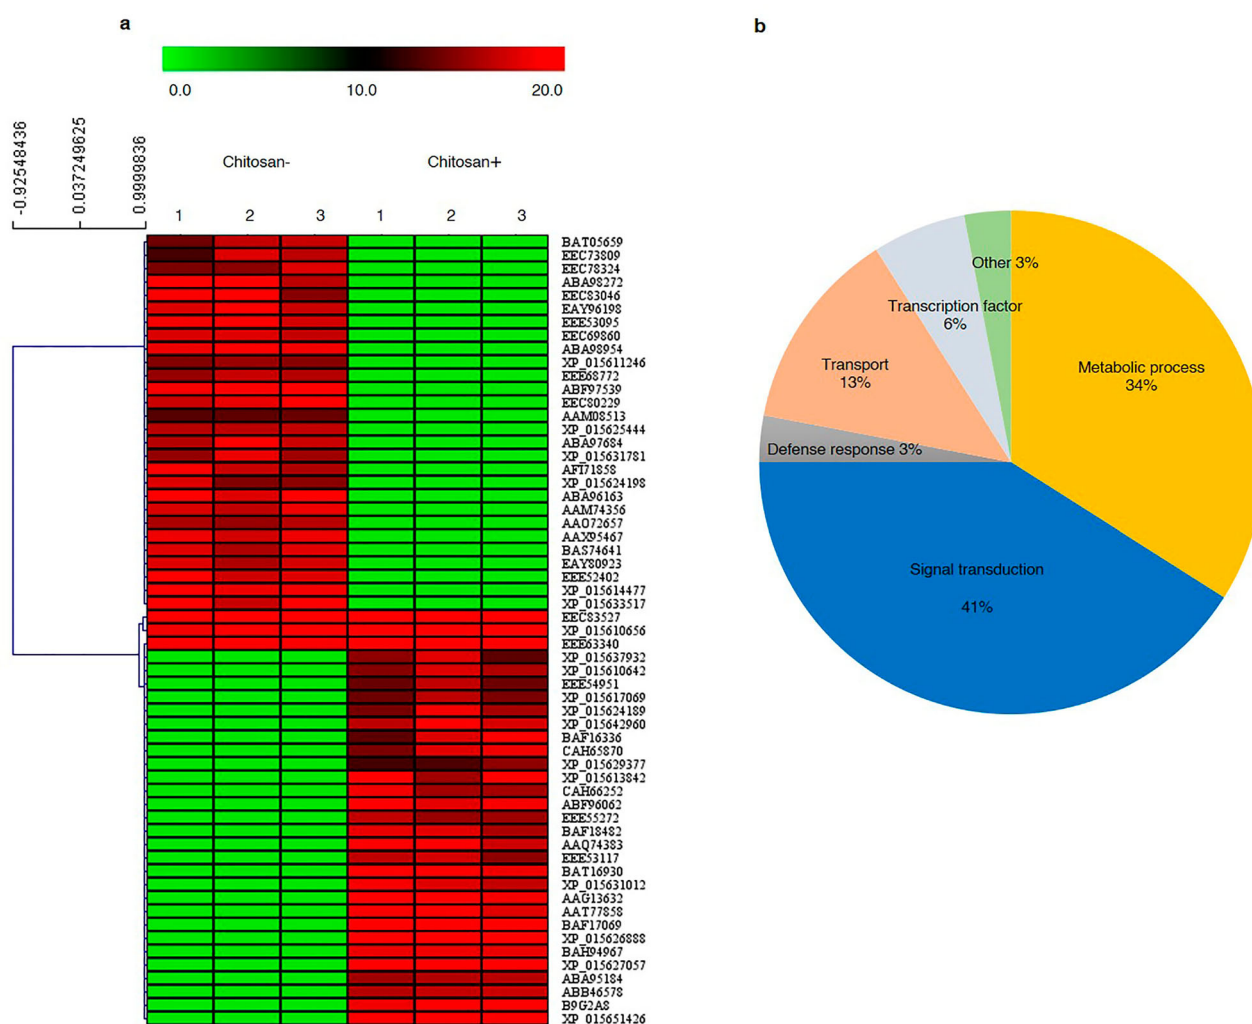 a
0.0 10.0 20.0
-0.92548436
0.037249625
0.9999836
Chitosan- Chitosan+
1 2 3 1 2 3
BAT05659
EEC73809
EEC78324
ABA98272
EEC83046
EAY96198
EEE53095
EEC69860
ABA98954
XP_015611246
EEE68772
ABF97539
EEC80229
AAM08513
XP_015625444
ABA97684
XP_015631781
AFI71858
XP_015624198
ABA96163
AAM74356
AAO72657
AAX95467
BAS74641
EAY80923
EEE52402
XP_015614477
XP_015633517
EEC83527
XP_015610656
EEE63340
XP_015637932
XP_015610642
EEE54951
XP_015617069
XP_015624189
XP_015642960
BAF16336
CAH65870
XP_015629377
XP_015613842
CAH66252
ABF96062
EEE55272
BAF18482
AAQ74383
EEE53117
BAT16930
XP_015631012
AAG13632
AAT77858
BAF17069
XP_015626888
BAH94967
XP_015627057
ABA95184
ABB46578
B9G2A8
XP_015651426
b
Other 3%
Transcription factor
6%
Metabolic process
34%
Transport
13%
Defense response 3%
Signal transduction
41%